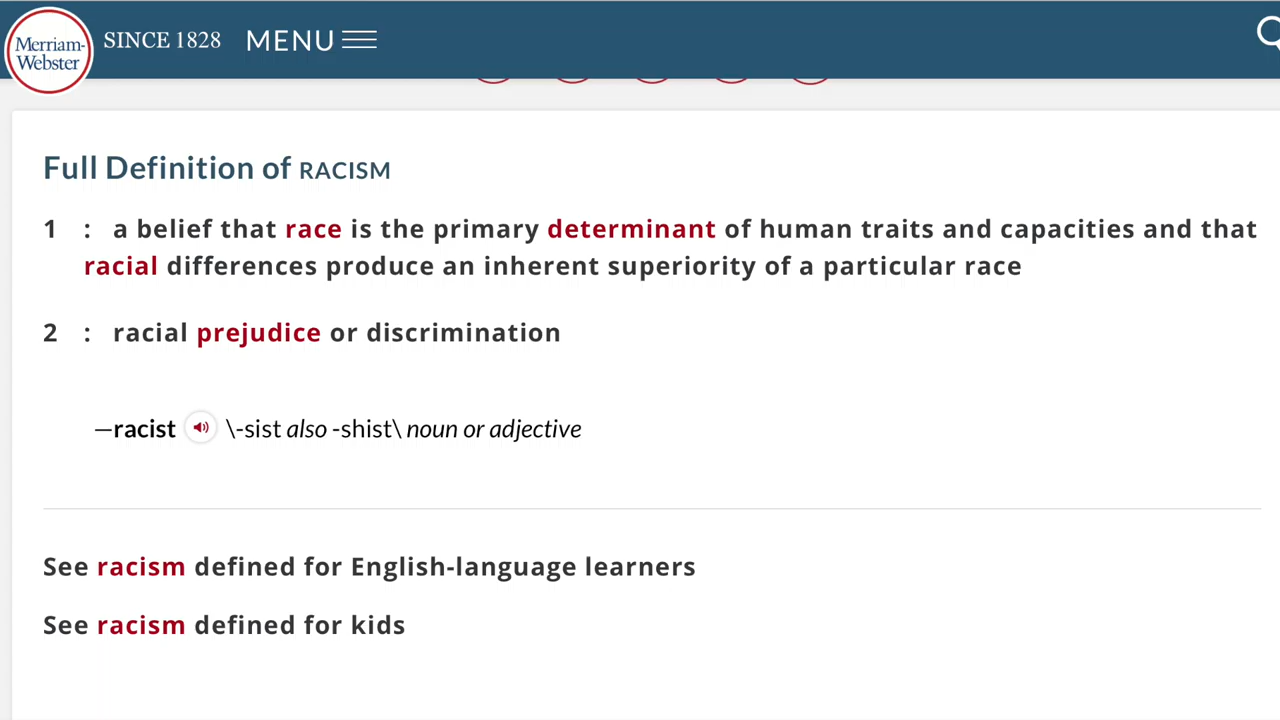 Merriam-
Webster
SINCE 1828
MENU
Full Definition of RACISM
1 : a belief that race is the primary determinant of human traits and capacities and that
racial differences produce an inherent superiority of a particular race
2 : racial prejudice or discrimination
—racist \-sist also -shist\ noun or adjective
See racism defined for English-language learners
See racism defined for kids